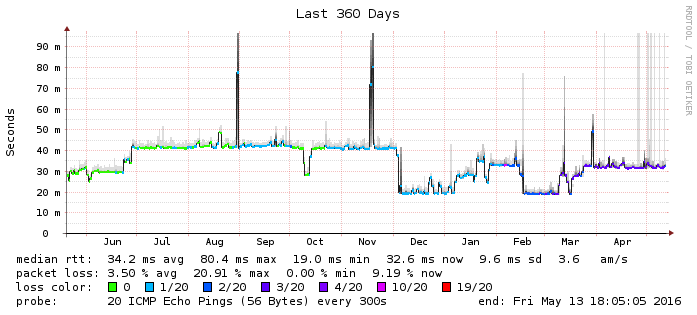 Last 360 Days
RRDTOOL / TOBI OETIKER
Seconds
90 m
80 m
70 m
60 m
50 m
40 m
30 m
20 m
10 m
0
Jun Jul Aug Sep Oct Nov Dec Jan Feb Mar Apr
median rtt: 34.2 ms avg 80.4 ms max 19.0 ms min 32.6 ms now 9.6 ms sd 3.6 am/s
packet loss: 3.50 % avg 20.91 % max 0.00 % min 9.19 % now
loss color: 0 1/20 2/20 3/20 4/20 10/20 19/20
probe: 20 ICMP Echo Pings (56 Bytes) every 300s end: Fri May 13 18:05:05 2016